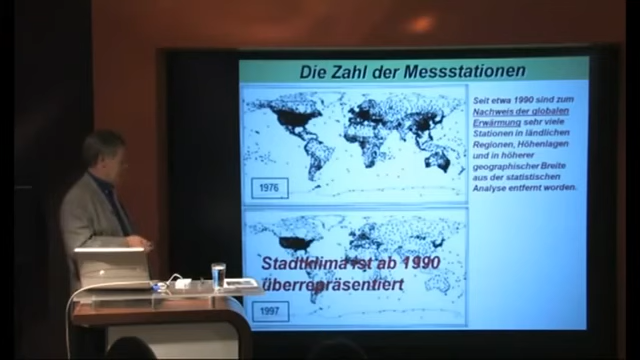 Die Zahl der Messstationen
Seit etwa 1990 sind zum
Nachweis der globalen
Erwärmung sehr viele
Stationen in ländlichen
Regionen, Höhenlagen
und in höherer
geographischer Breite
aus der statistischen
Analyse entfernt worden.
1976
Stadtklima ist ab 1990
überrepräsentiert
1997